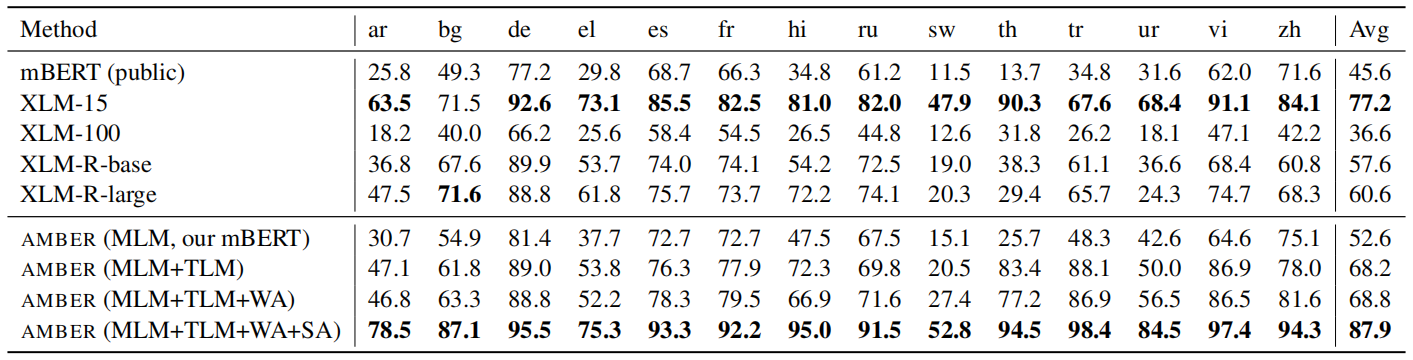 Method ar bg de el es fr hi ru sw th tr ur vi zh Avg
mBERT (public) 25.8 49.3 77.2 29.8 68.7 66.3 34.8 61.2 11.5 13.7 34.8 31.6 62.0 71.6 45.6
XLM-15 63.5 71.5 92.6 73.1 85.5 82.5 81.0 82.0 47.9 90.3 67.6 68.4 91.1 84.1 77.2
XLM-100 18.2 40.0 66.2 25.6 58.4 54.5 26.5 44.8 12.6 31.8 26.2 18.1 47.1 42.2 36.6
XLM-R-base 36.8 67.6 89.9 53.7 74.0 74.1 54.2 72.5 19.0 38.3 61.1 36.6 68.4 60.8 57.6
XLM-R-large 47.5 71.6 88.8 61.8 75.7 73.7 72.2 74.1 20.3 29.4 65.7 24.3 74.7 68.3 60.6
AMBER (MLM, our mBERT) 30.7 54.9 81.4 37.7 72.7 72.7 47.5 67.5 15.1 25.7 48.3 42.6 64.6 75.1 52.6
AMBER (MLM+TLM) 47.1 61.8 89.0 53.8 76.3 77.9 72.3 69.8 20.5 83.4 88.1 50.0 86.9 78.0 68.2
AMBER (MLM+TLM+WA) 46.8 63.3 88.8 52.2 78.3 79.5 66.9 71.6 27.4 77.2 86.9 56.5 86.5 81.6 68.8
AMBER (MLM+TLM+WA+SA) 78.5 87.1 95.5 75.3 93.3 92.2 95.0 91.5 52.8 94.5 98.4 84.5 97.4 94.3 87.9